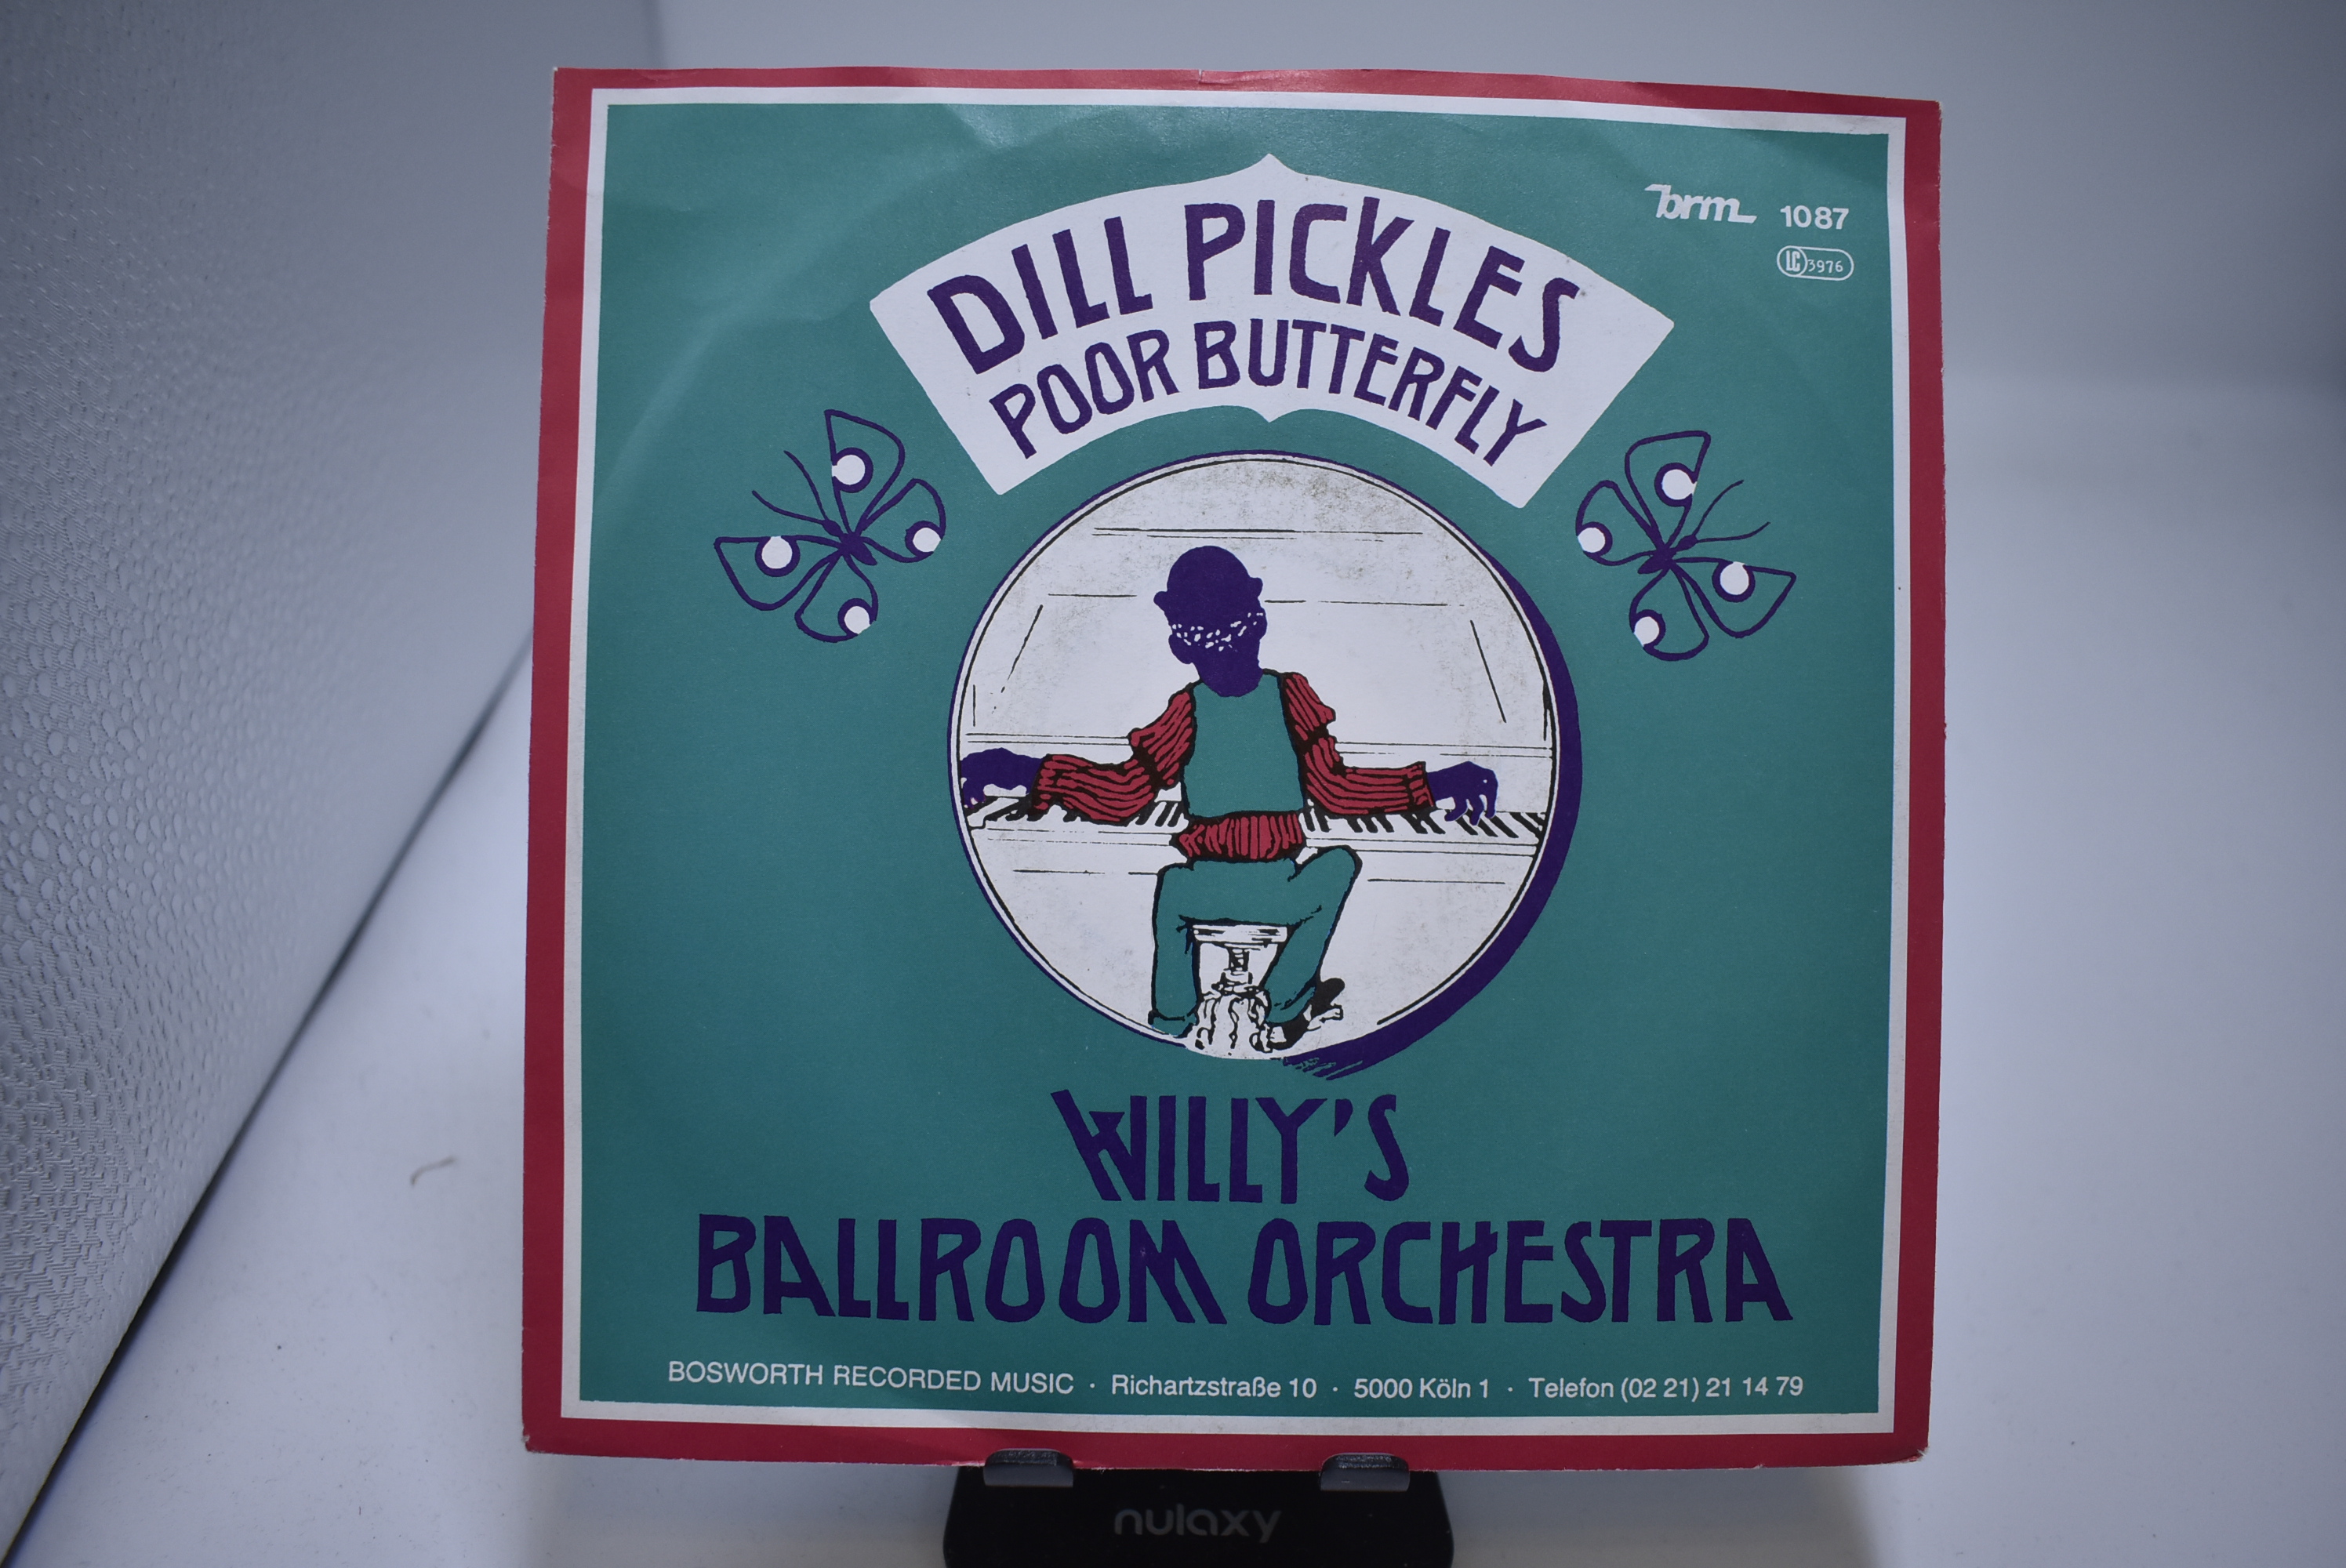 brm 1087
LC 3976
DILL PICKLES
POOR BUTTERFLY
WILLY'S
BALLROOM ORCHESTRA
BOSWORTH RECORDED MUSIC · Richartzstraße 10 · 5000 Köln 1 · Telefon (02 21) 21 14 79
nulaxy